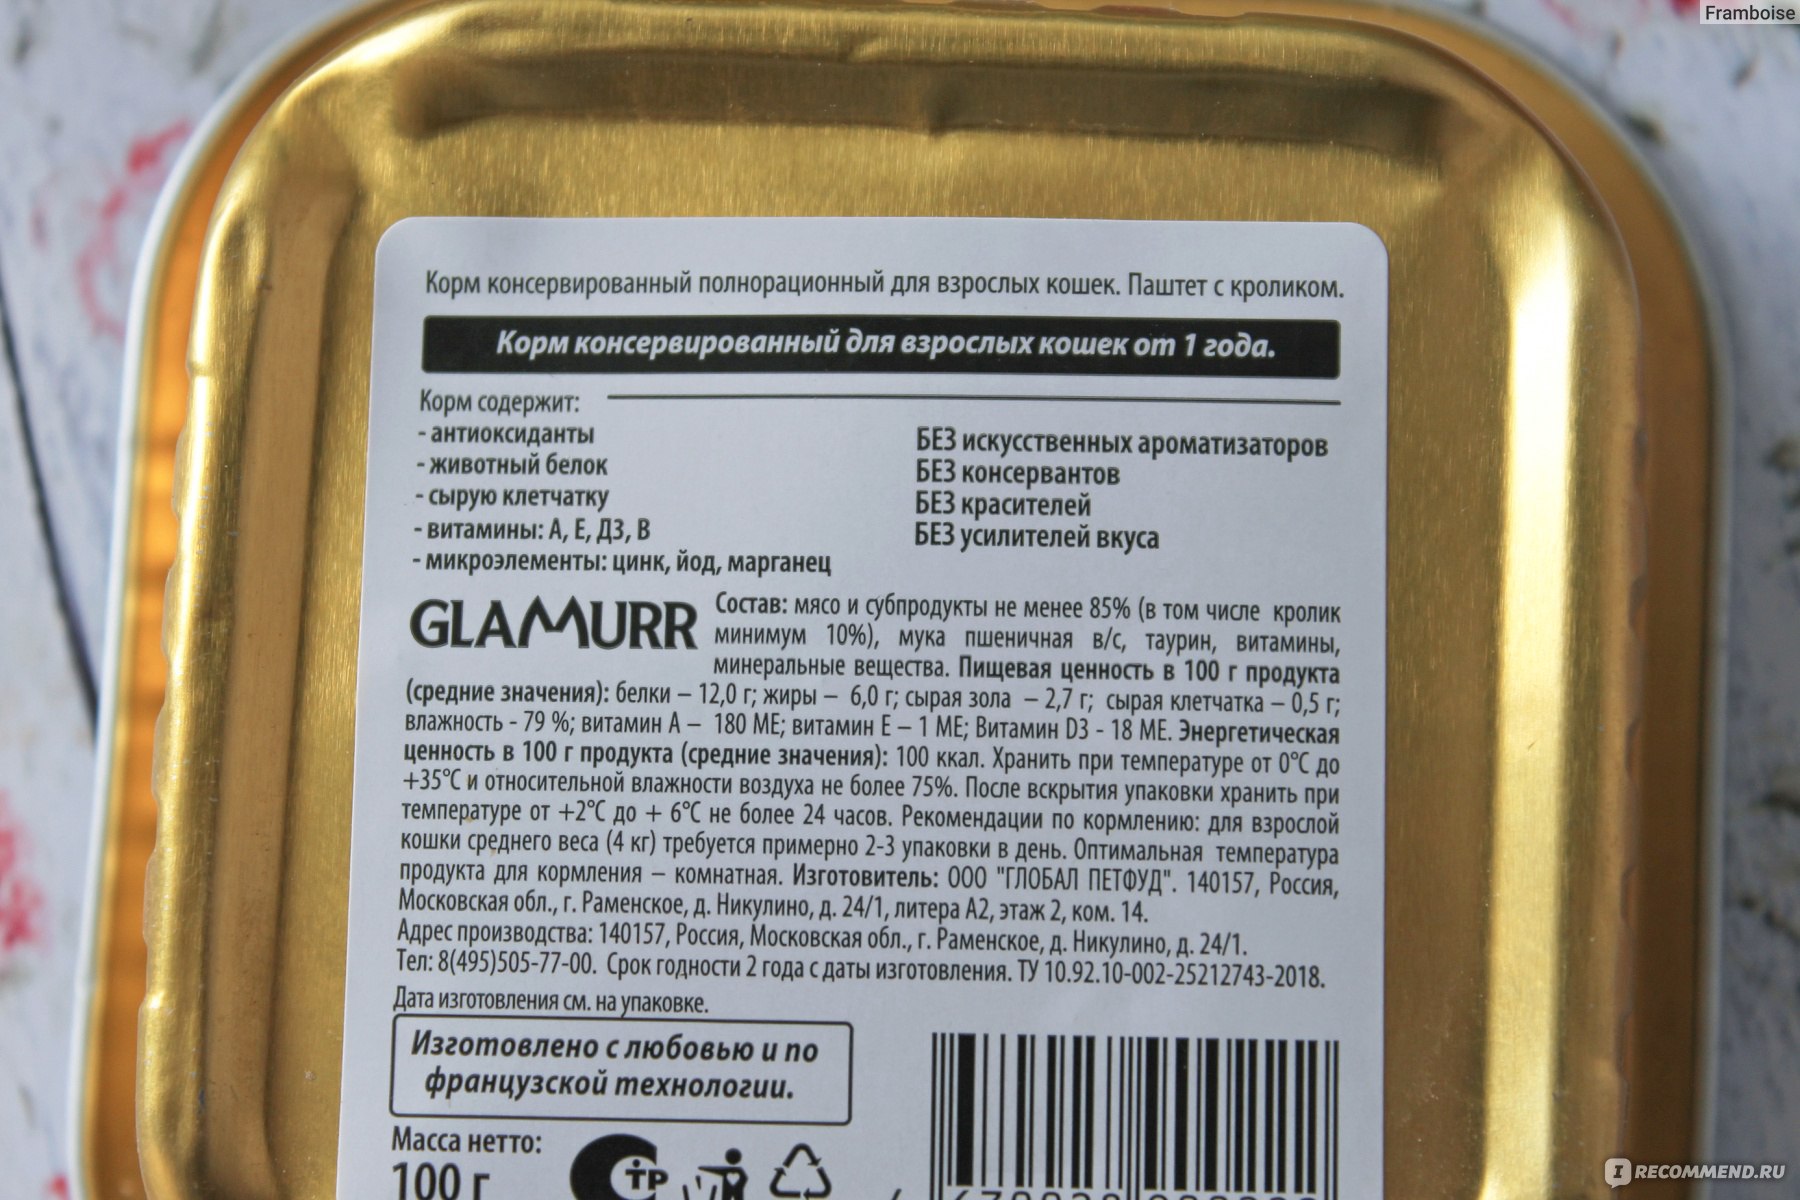 Framboise
Корм консервированный полнорационный для взрослых кошек. Паштет с кроликом.
Корм консервированный для взрослых кошек от 1 года.
Корм содержит:
- антиоксиданты
- животный белок
- сырую клетчатку
- витамины: А, Е, Д3, В
- микроэлементы: цинк, йод, марганец
БЕЗ искусственных ароматизаторов
БЕЗ консервантов
БЕЗ красителей
БЕЗ усилителей вкуса
GLAMURR
Состав: мясо и субпродукты не менее 85% (в том числе кролик
минимум 10%), мука пшеничная в/с, таурин, витамины,
минеральные вещества. Пищевая ценность в 100 г продукта
(средние значения): белки – 12,0 г; жиры – 6,0 г; сырая зола – 2,7 г; сырая клетчатка – 0,5 г;
влажность - 79 %; витамин А – 180 МЕ; витамин Е – 1 МЕ; Витамин D3 - 18 МЕ. Энергетическая
ценность в 100 г продукта (средние значения): 100 ккал. Хранить при температуре от 0°С до
+35°С и относительной влажности воздуха не более 75%. После вскрытия упаковки хранить при
температуре от +2°С до + 6°С не более 24 часов. Рекомендации по кормлению: для взрослой
кошки среднего веса (4 кг) требуется примерно 2-3 упаковки в день. Оптимальная температура
продукта для кормления – комнатная. Изготовитель: ООО "ГЛОБАЛ ПЕТФУД". 140157, Россия,
Московская обл., г. Раменское, д. Никулино, д. 24/1, литера А2, этаж 2, ком. 14.
Адрес производства: 140157, Россия, Московская обл., г. Раменское, д. Никулино, д. 24/1.
Тел: 8(495)505-77-00. Срок годности 2 года с даты изготовления. ТУ 10.92.10-002-25212743-2018.
Дата изготовления см. на упаковке.
Изготовлено с любовью и по
французской технологии.
Масса нетто:
100 г
СТР
IRECOMMEND.RU